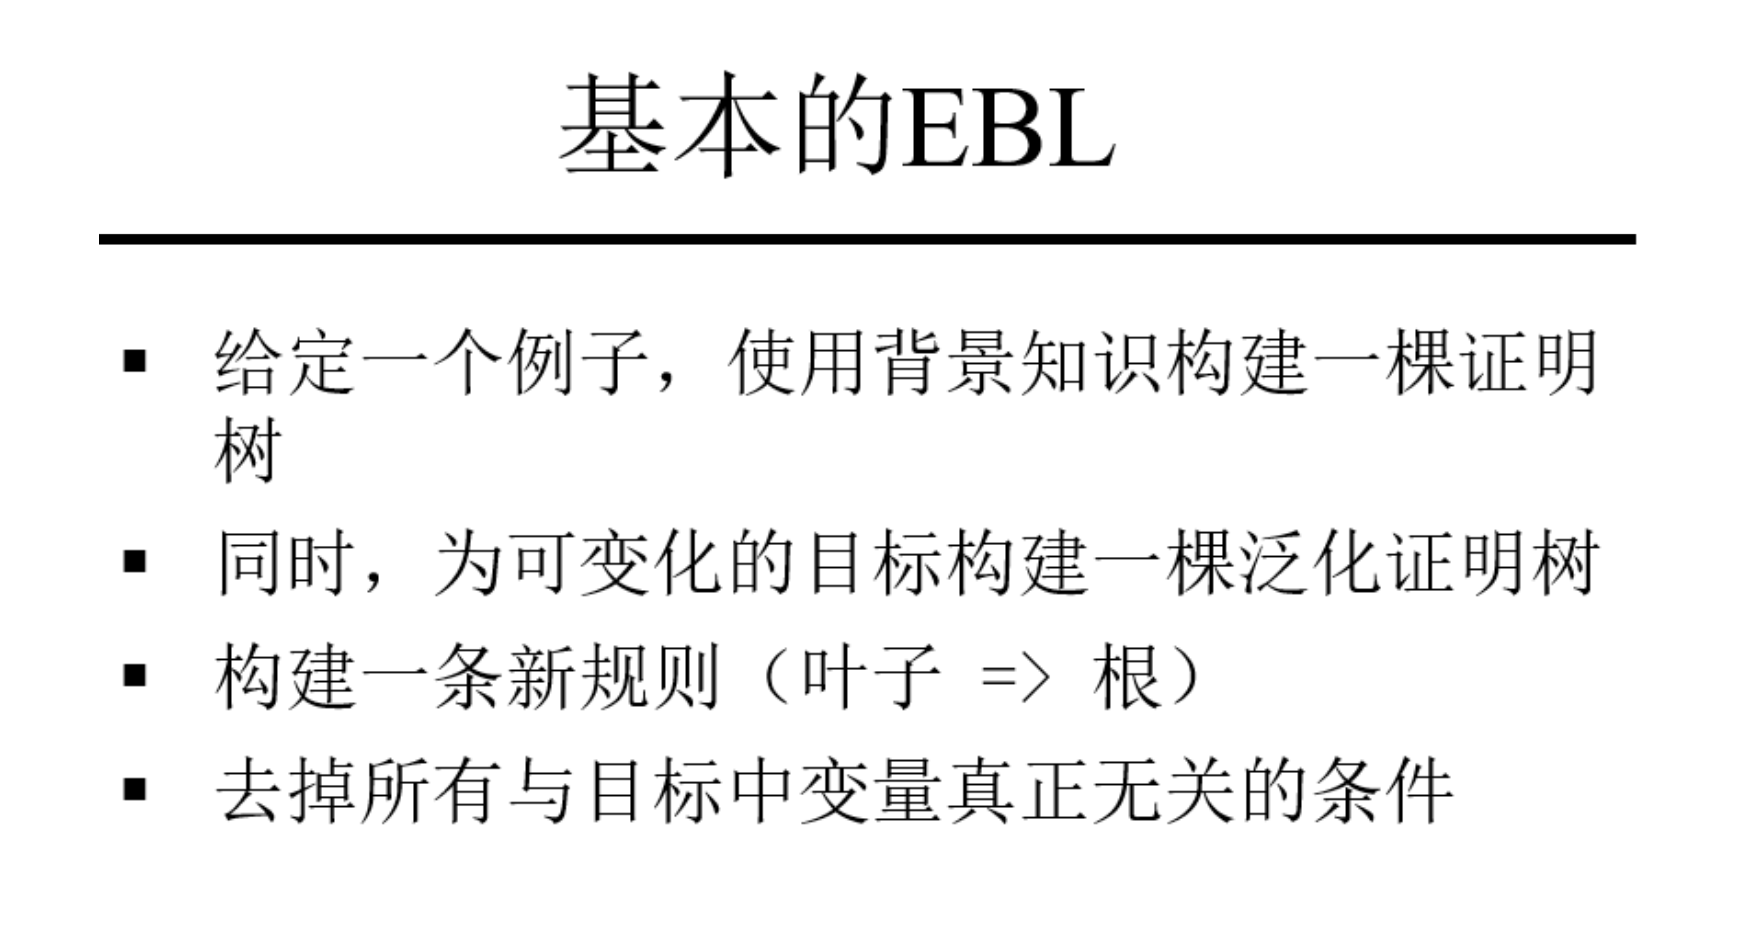 基本的EBL
▪ 给定一个例子，使用背景知识构建一棵证明
树
▪ 同时，为可变化的目标构建一棵泛化证明树
▪ 构建一条新规则（叶子 => 根）
▪ 去掉所有与目标中变量真正无关的条件